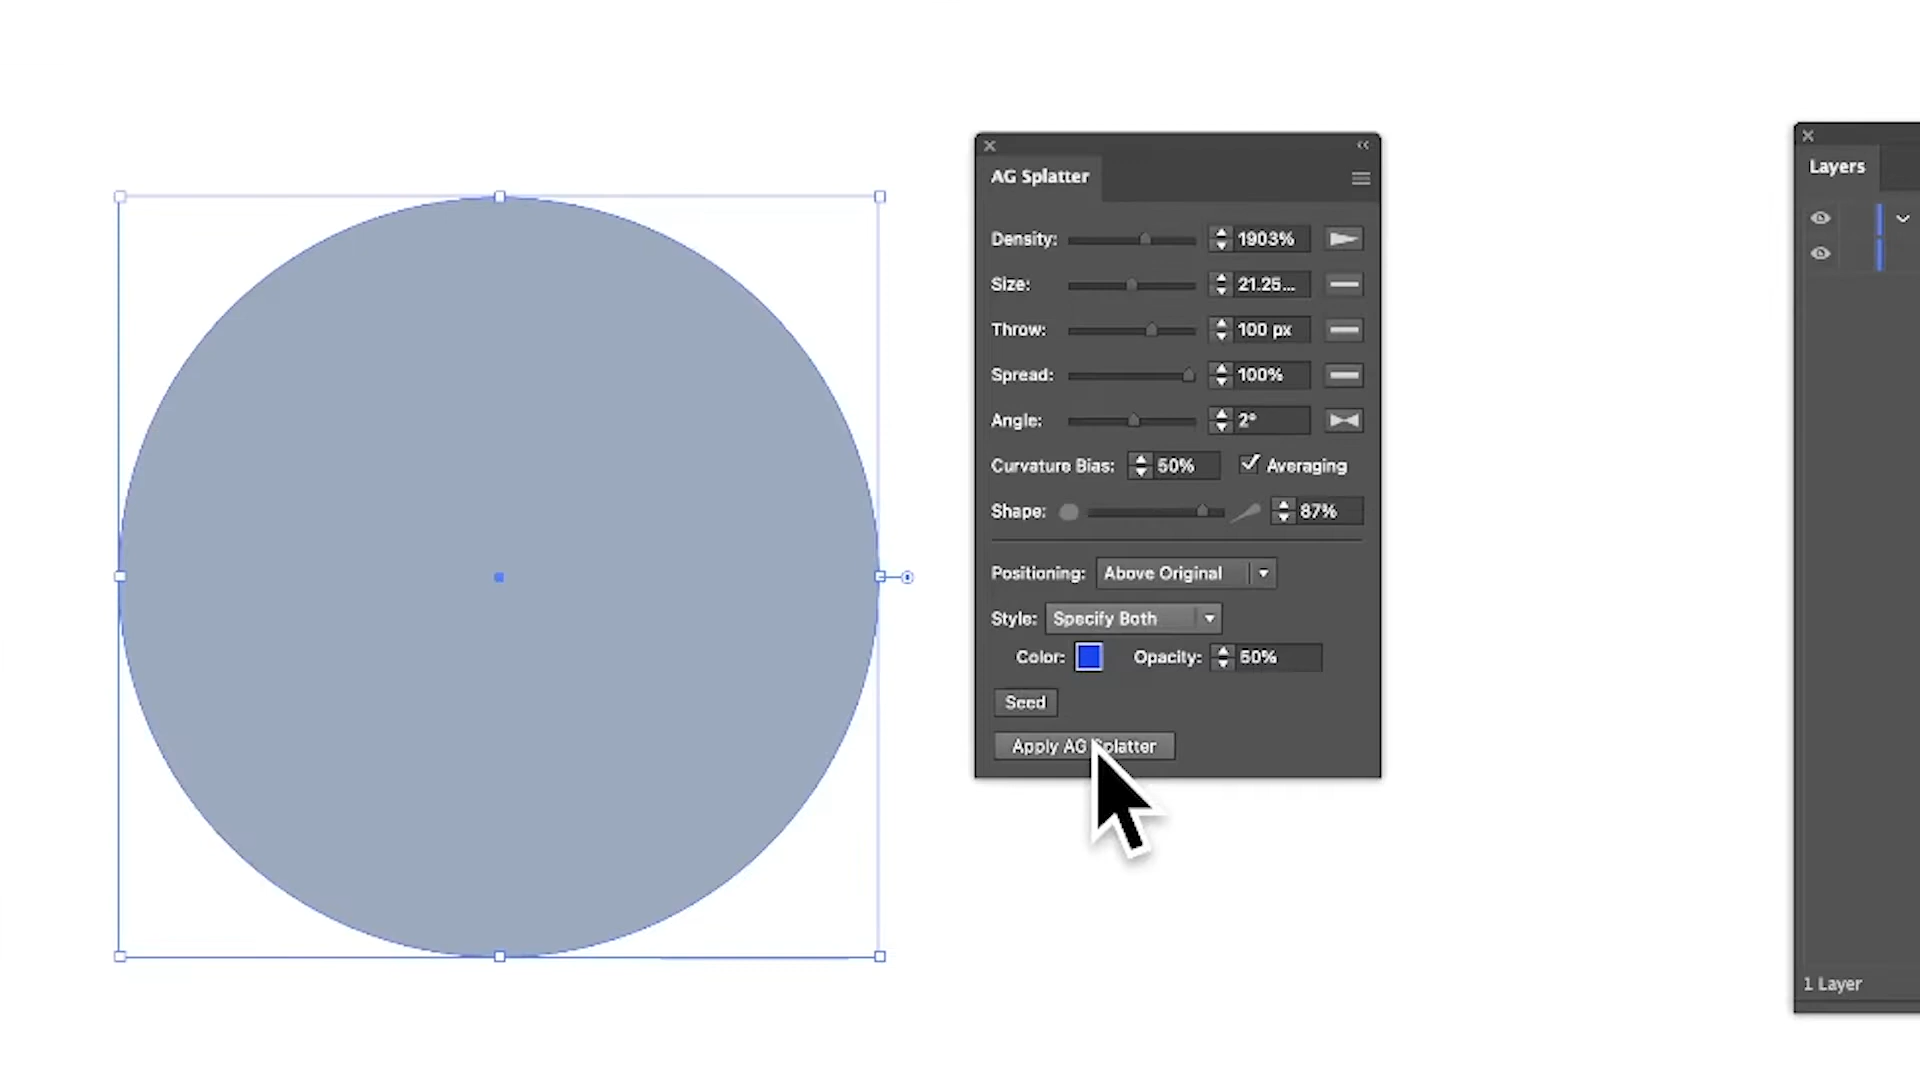 AG Splatter
Density: 1903%
Size: 21.25...
Throw: 100 px
Spread: 100%
Angle: 2°
Curvature Bias: 50% Averaging
Shape: 87%
Positioning: Above Original
Style: Specify Both
Color: Opacity: 50%
Seed
Apply AG Splatter
Layers
1 Layer